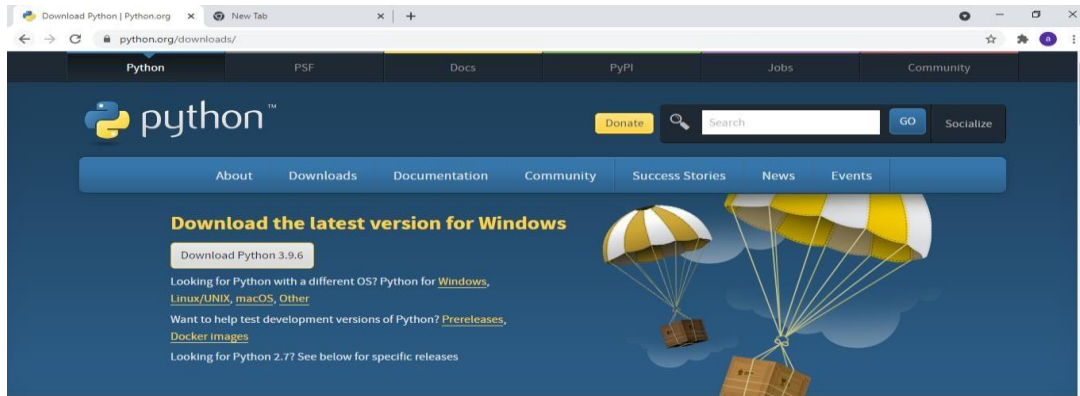 Download Python | Python.org
New Tab
python.org/downloads/
a
Python PSF Docs PyPI Jobs Community
python™
Donate Search GO Socialize
About Downloads Documentation Community Success Stories News Events
Download the latest version for Windows
Download Python 3.9.6
Looking for Python with a different OS? Python for Windows,
Linux/UNIX, macOS, Other
Want to help test development versions of Python? Prereleases,
Docker images
Looking for Python 2.7? See below for specific releases